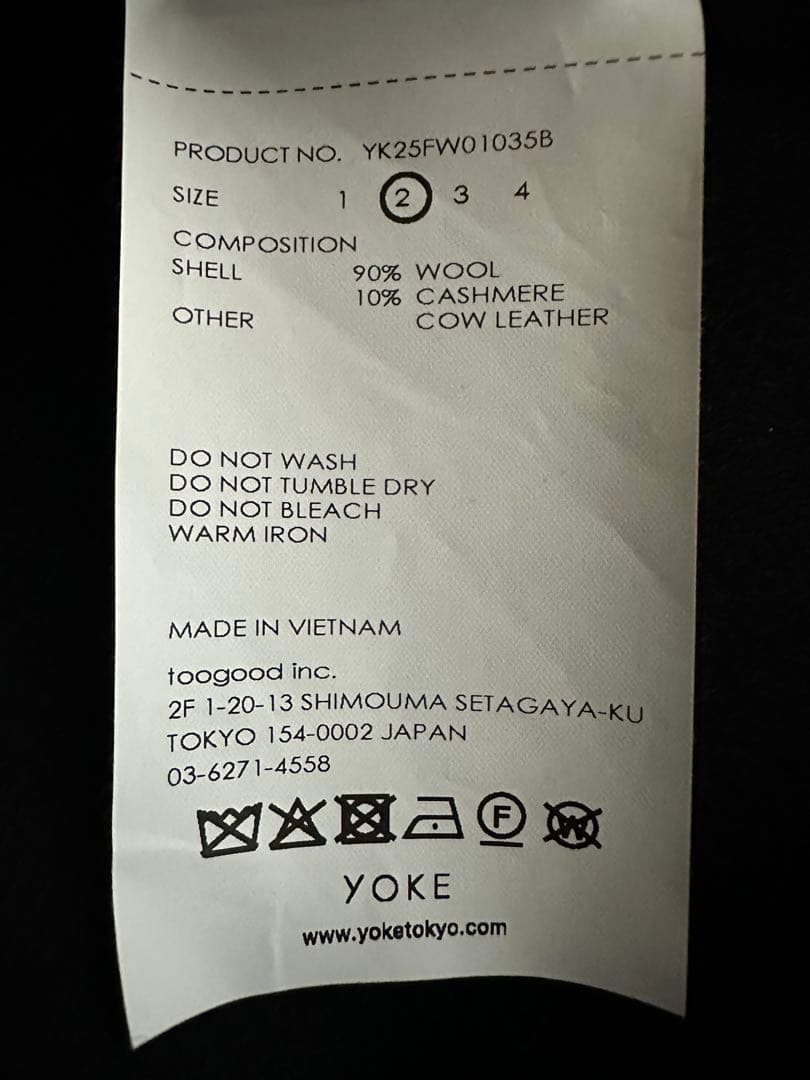 PRODUCT NO. YK25FW01035B
SIZE 1 2 3 4
COMPOSITION
SHELL 90% WOOL
10% CASHMERE
OTHER COW LEATHER
DO NOT WASH
DO NOT TUMBLE DRY
DO NOT BLEACH
WARM IRON
MADE IN VIETNAM
toogood inc.
2F 1-20-13 SHIMOUMA SETAGAYA-KU
TOKYO 154-0002 JAPAN
03-6271-4558
F W
YOKE
www.yoketokyo.com